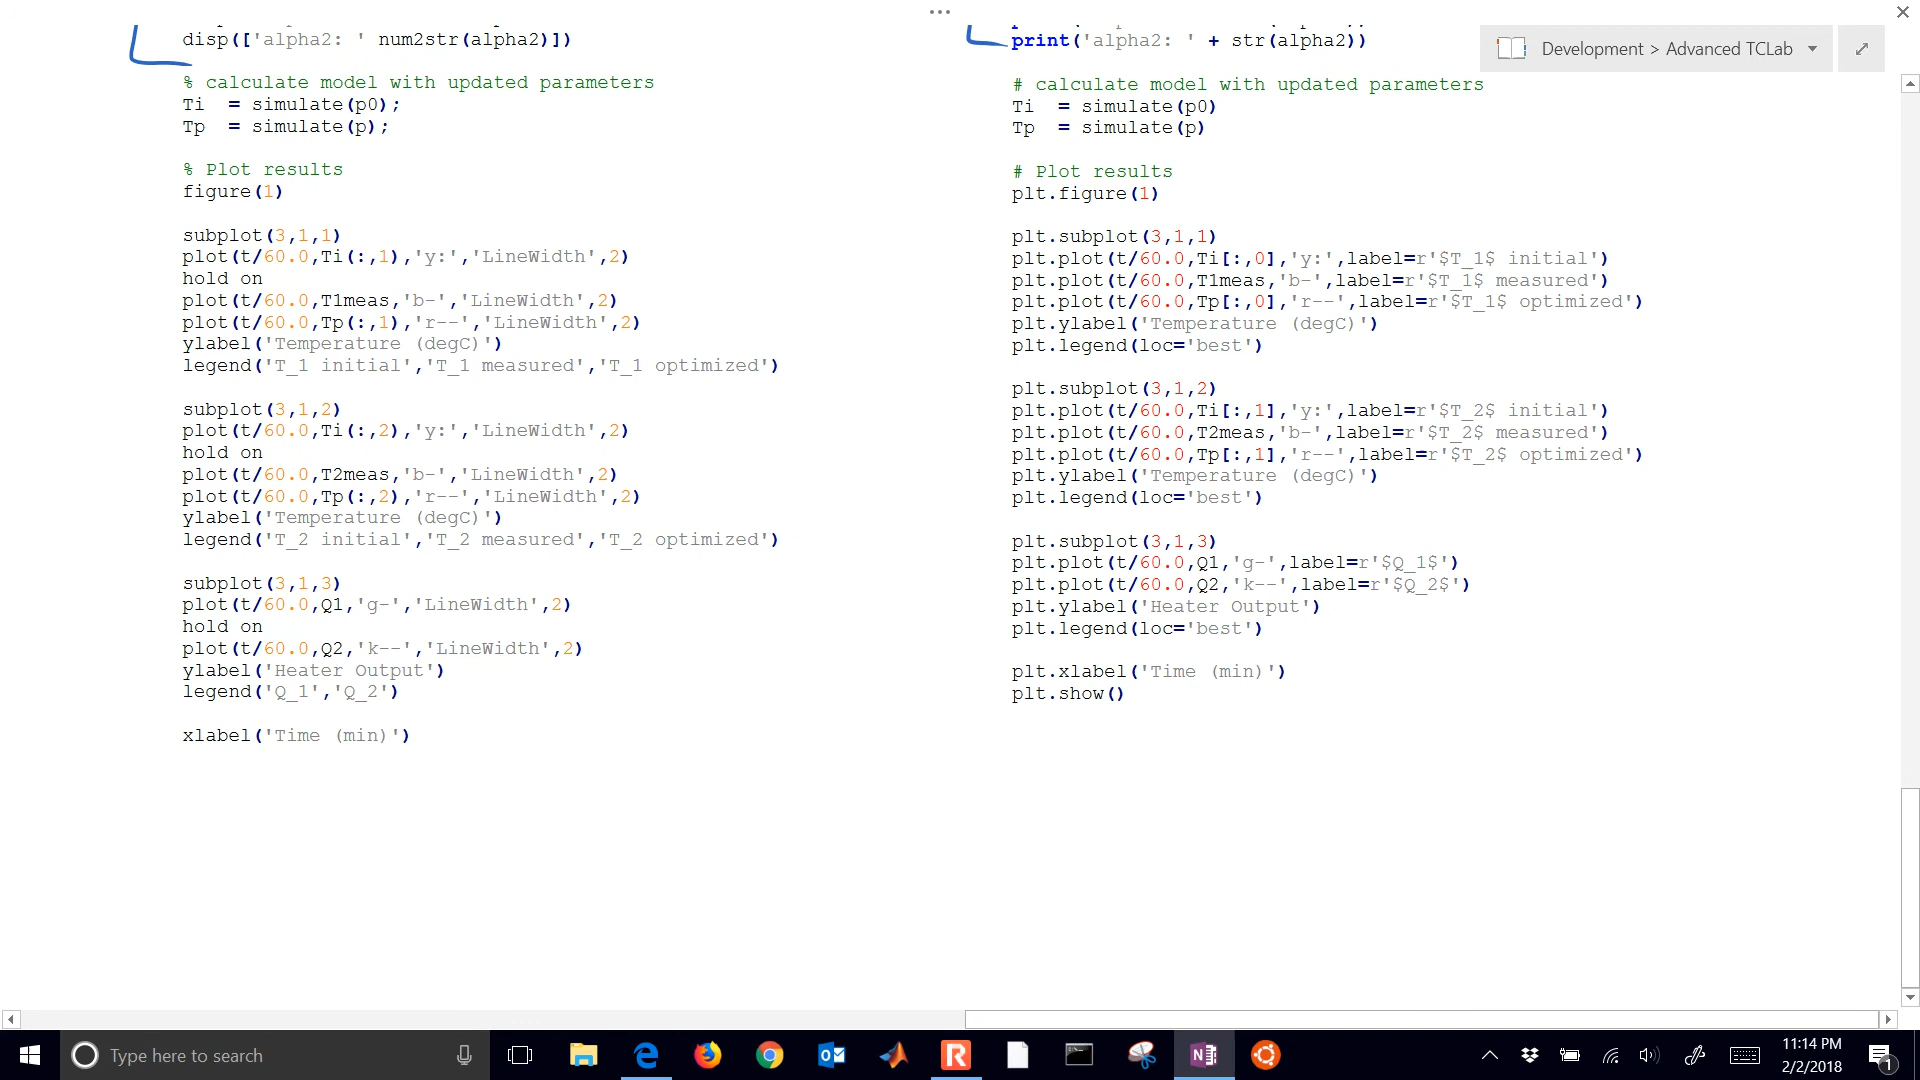 disp(['alpha2: ' num2str(alpha2)])
% calculate model with updated parameters
Ti  = simulate(p0);
Tp  = simulate(p);
% Plot results
figure(1)
subplot(3,1,1)
plot(t/60.0,Ti(:,1),'y:','LineWidth',2)
hold on
plot(t/60.0,T1meas,'b-','LineWidth',2)
plot(t/60.0,Tp(:,1),'r--','LineWidth',2)
ylabel('Temperature (degC)')
legend('T_1 initial','T_1 measured','T_1 optimized')
subplot(3,1,2)
plot(t/60.0,Ti(:,2),'y:','LineWidth',2)
hold on
plot(t/60.0,T2meas,'b-','LineWidth',2)
plot(t/60.0,Tp(:,2),'r--','LineWidth',2)
ylabel('Temperature (degC)')
legend('T_2 initial','T_2 measured','T_2 optimized')
subplot(3,1,3)
plot(t/60.0,Q1,'g-','LineWidth',2)
hold on
plot(t/60.0,Q2,'k--','LineWidth',2)
ylabel('Heater Output')
legend('Q_1','Q_2')
xlabel('Time (min)')
print('alpha2: ' + str(alpha2))
# calculate model with updated parameters
Ti  = simulate(p0)
Tp  = simulate(p)
# Plot results
plt.figure(1)
plt.subplot(3,1,1)
plt.plot(t/60.0,Ti[:,0],'y:',label=r'$T_1$ initial')
plt.plot(t/60.0,T1meas,'b-',label=r'$T_1$ measured')
plt.plot(t/60.0,Tp[:,0],'r--',label=r'$T_1$ optimized')
plt.ylabel('Temperature (degC)')
plt.legend(loc='best')
plt.subplot(3,1,2)
plt.plot(t/60.0,Ti[:,1],'y:',label=r'$T_2$ initial')
plt.plot(t/60.0,T2meas,'b-',label=r'$T_2$ measured')
plt.plot(t/60.0,Tp[:,1],'r--',label=r'$T_2$ optimized')
plt.ylabel('Temperature (degC)')
plt.legend(loc='best')
plt.subplot(3,1,3)
plt.plot(t/60.0,Q1,'g-',label=r'$Q_1$')
plt.plot(t/60.0,Q2,'k--',label=r'$Q_2$')
plt.ylabel('Heater Output')
plt.legend(loc='best')
plt.xlabel('Time (min)')
plt.show()
Development > Advanced TCLab
Type here to search
11:14 PM
2/2/2018
1